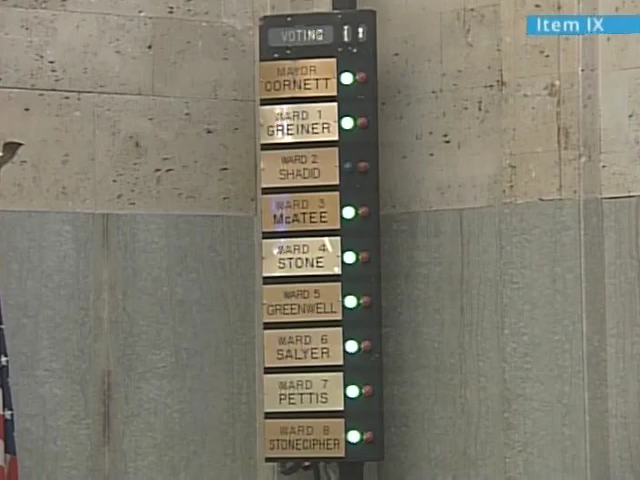 Item IX
VOTING
MAYOR
CORNETT
WARD 1
GREINER
WARD 2
SHADID
WARD 3
McATEE
WARD 4
STONE
WARD 5
GREENWELL
WARD 6
SALYER
WARD 7
PETTIS
WARD 8
STONECIPHER